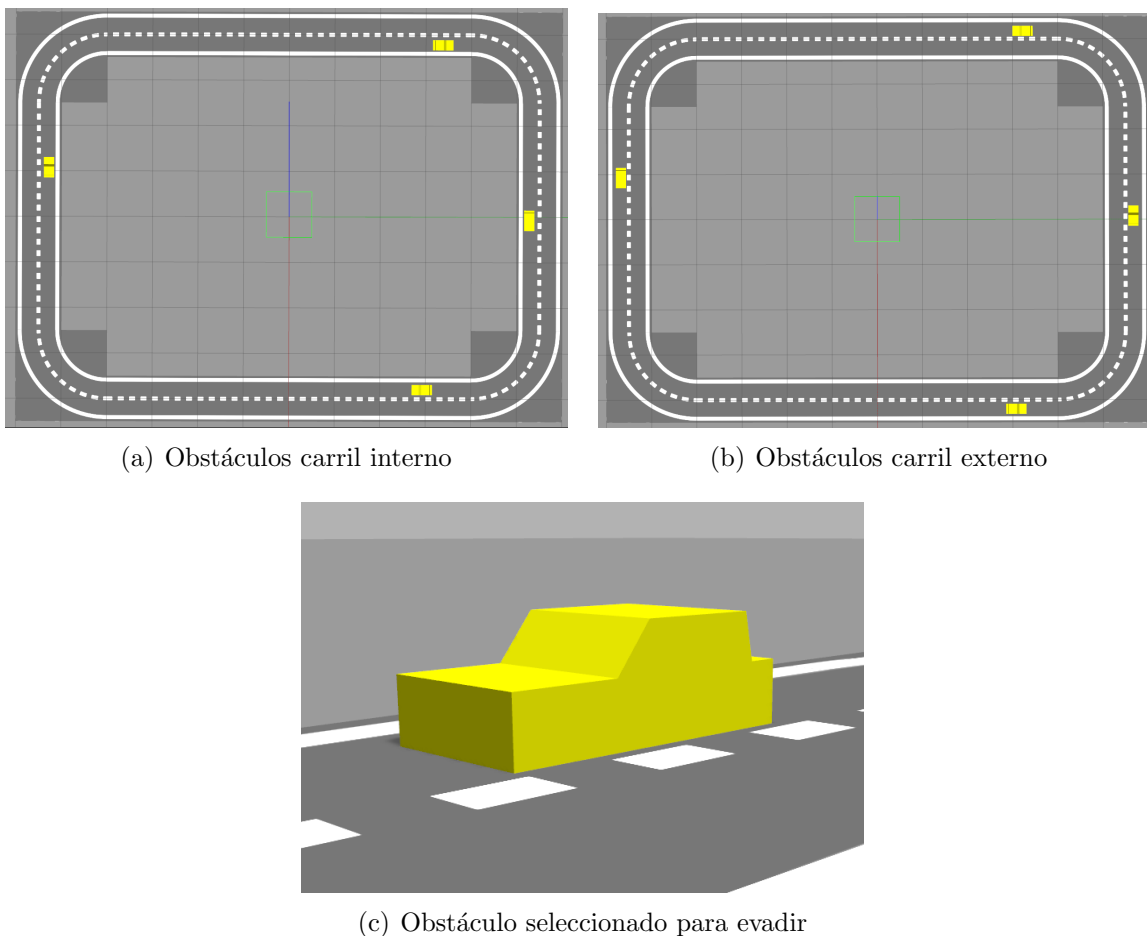 (a) Obstáculos carril interno
(b) Obstáculos carril externo
(c) Obstáculo seleccionado para evadir